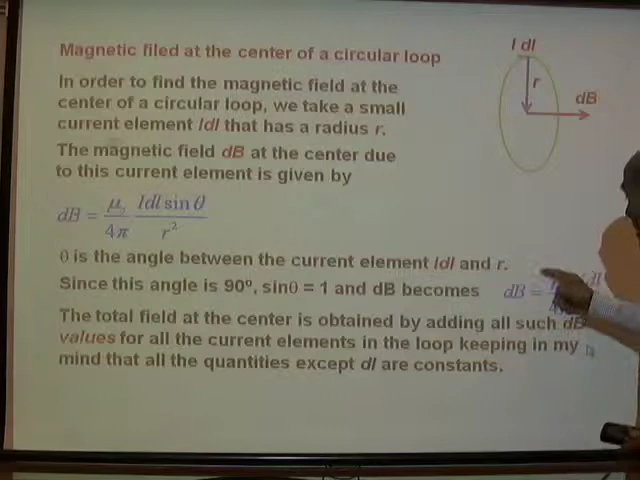 Magnetic filed at the center of a circular loop
I dl
r
dB
In order to find the magnetic field at the
center of a circular loop, we take a small
current element Idl that has a radius r.
The magnetic field dB at the center due
to this current element is given by
dB = μ₀/4π Idl sin θ/r²
θ is the angle between the current element Idl and r.
Since this angle is 90º, sinθ = 1 and dB becomes dB =
The total field at the center is obtained by adding all such dB
values for all the current elements in the loop keeping in my
mind that all the quantities except dl are constants.